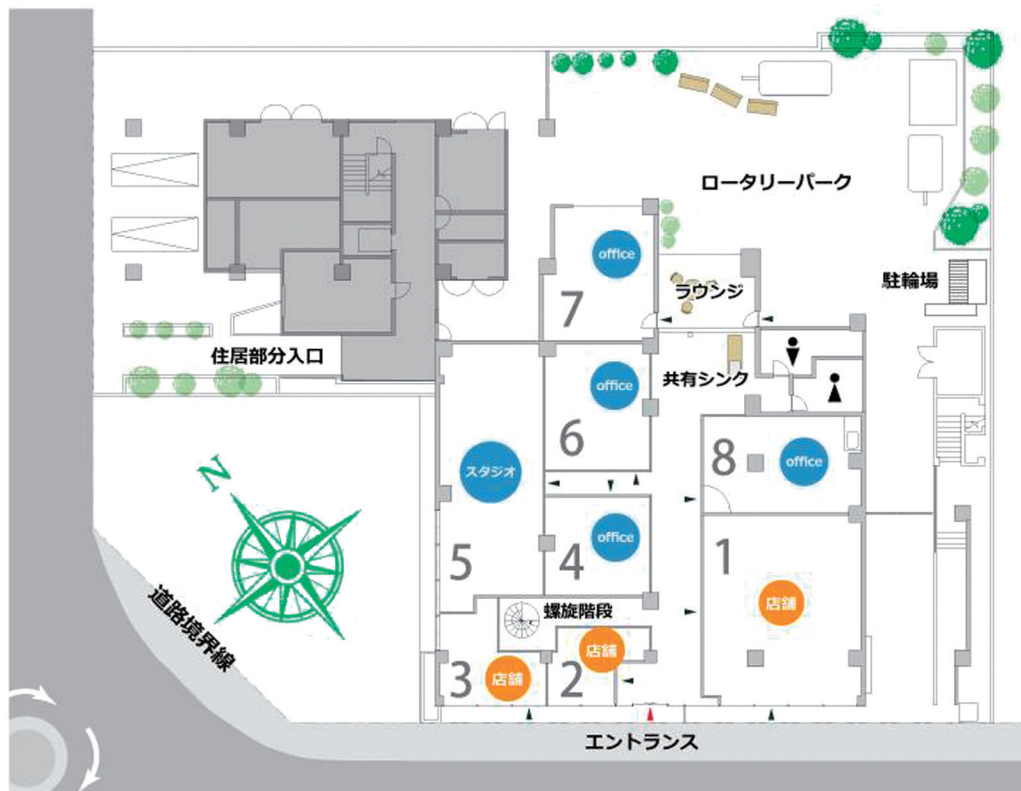 ロータリーパーク
office
7
ラウンジ
駐輪場
住居部分入口
共有シンク
office
6
8
office
スタジオ
N
office
4
5
1
店舗
道路境界線
螺旋階段
店舗
2
3
店舗
エントランス